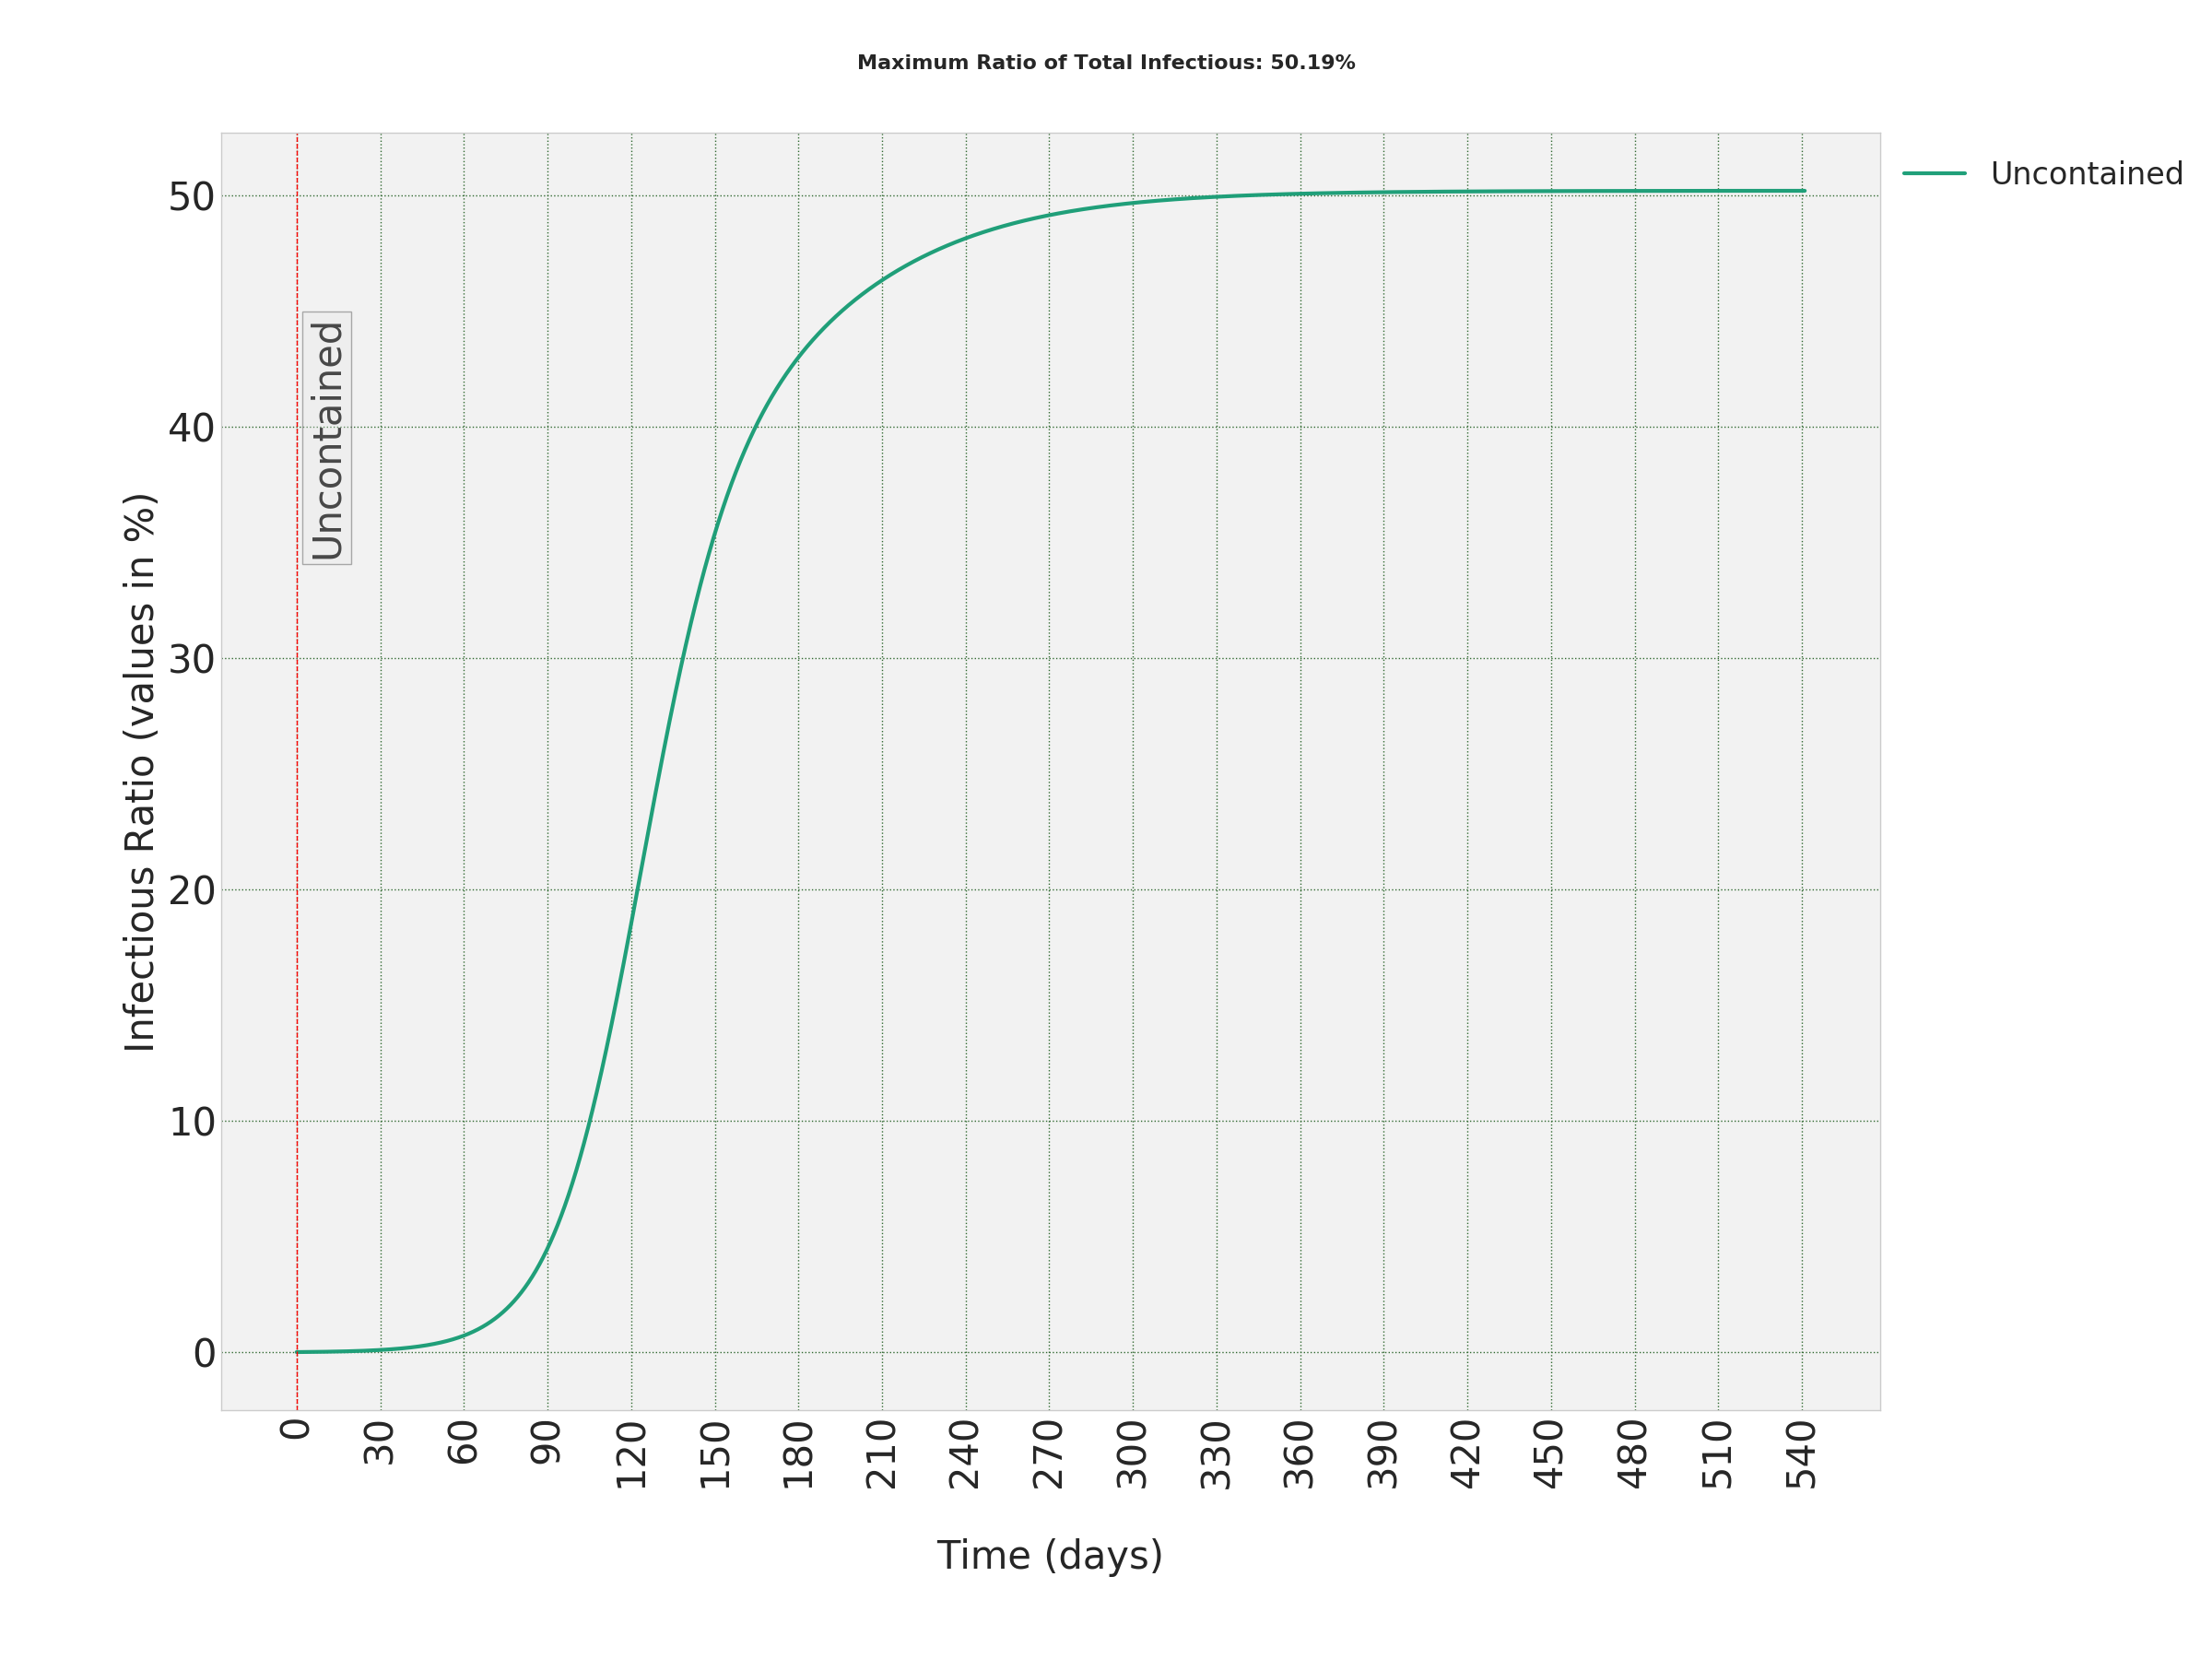 Maximum Ratio of Total Infectious: 50.19%
Uncontained
Uncontained
Infectious Ratio (values in %)
50
40
30
20
10
0
0 30 60 90 120 150 180 210 240 270 300 330 360 390 420 450 480 510 540
Time (days)